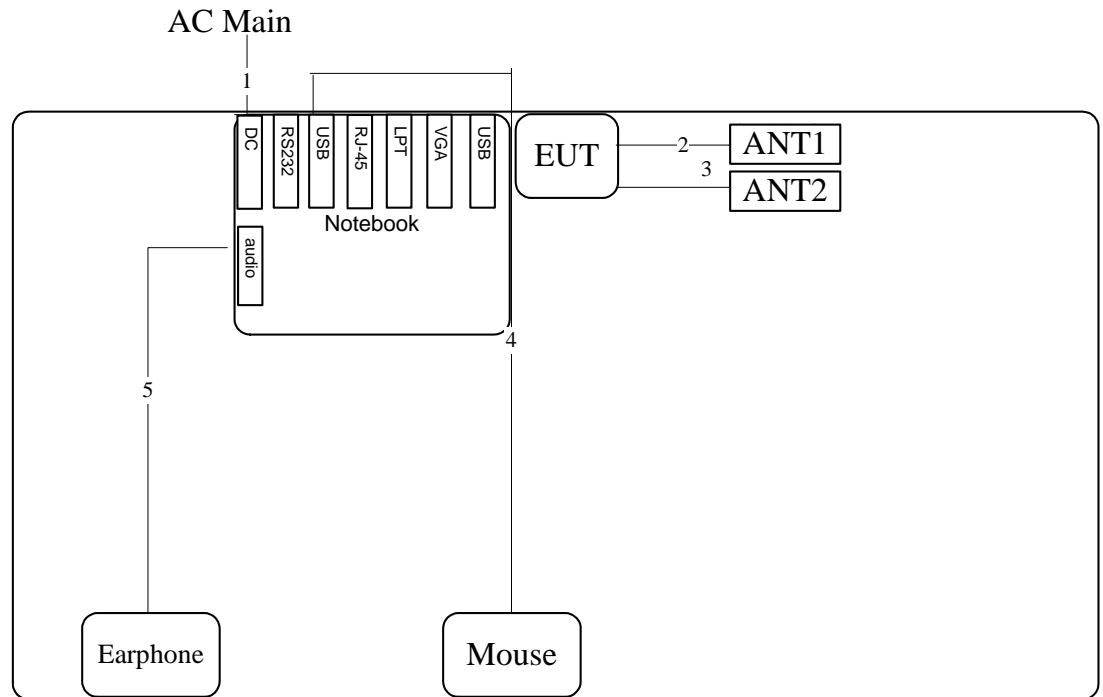 AC Main
1
DC
RS232
USB
RJ-45
LPT
VGA
USB
EUT
2
ANT1
3
ANT2
Notebook
audio
4
5
Earphone
Mouse